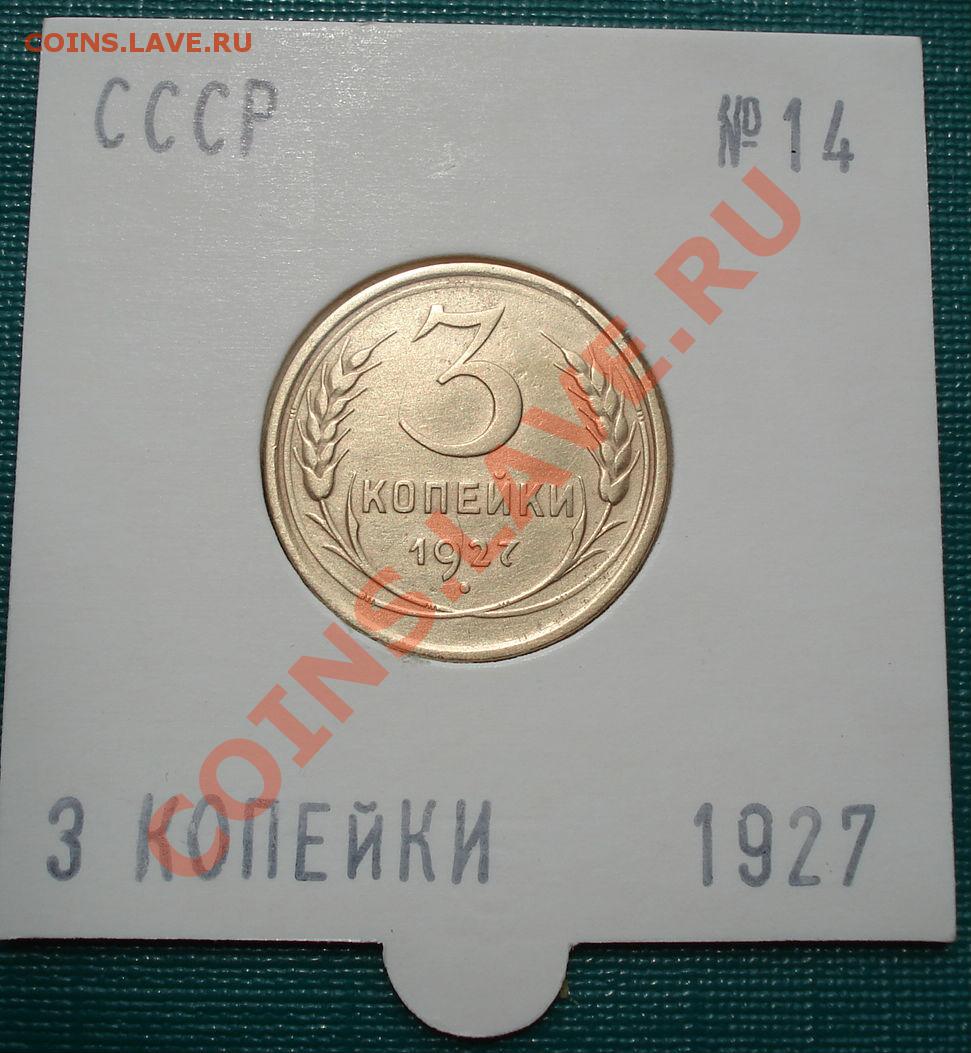 COINS.LAVE.RU
СССР №14
3
КОПЕЙКИ
1927
COINS.LAVE.RU
3 КОПЕЙКИ 1927